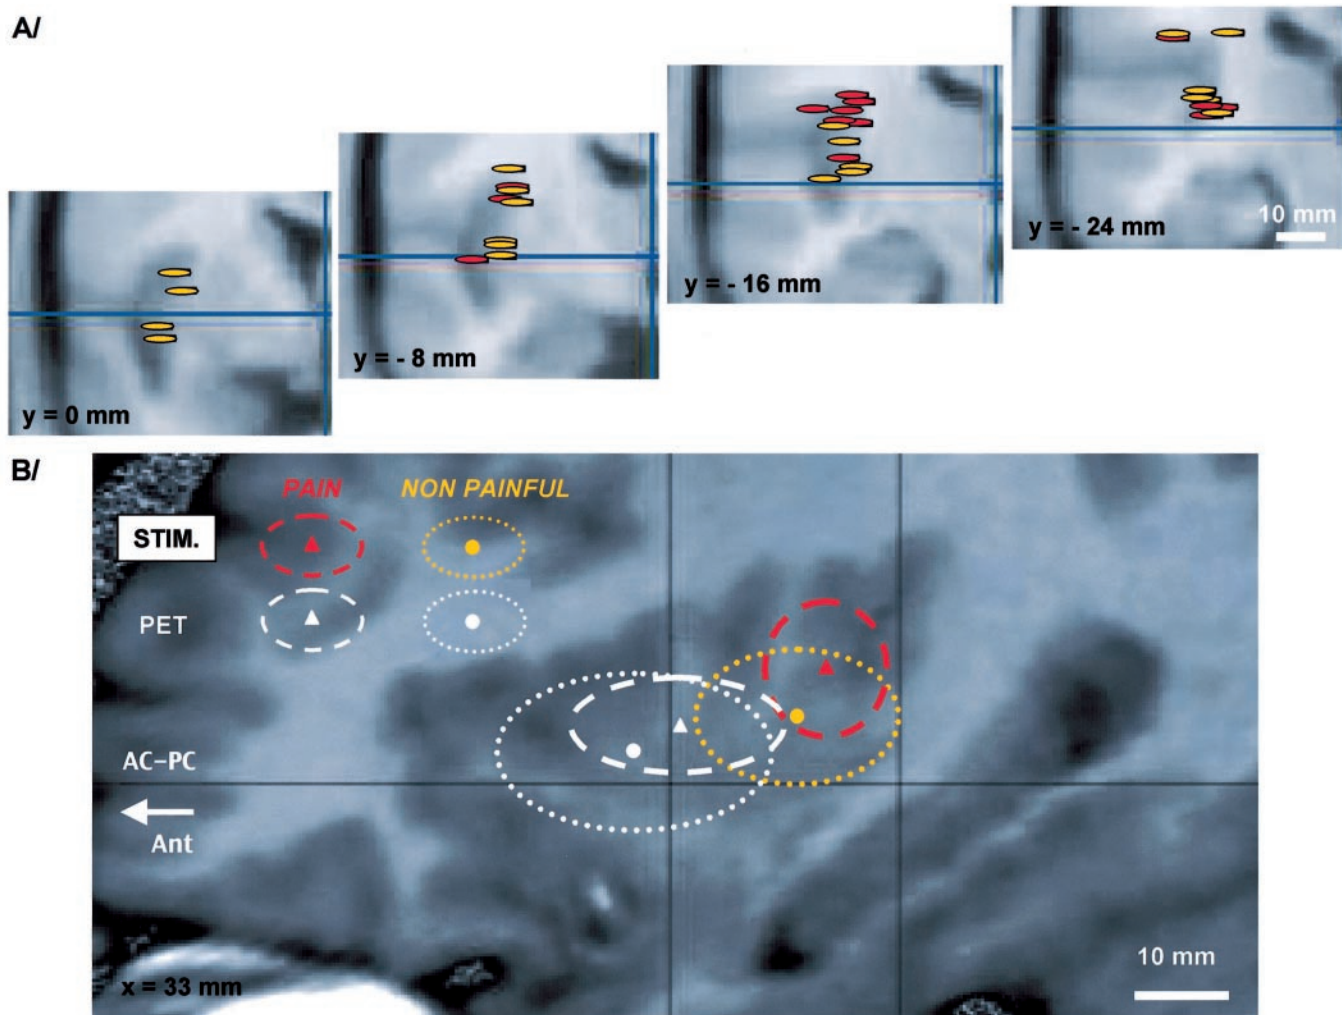 A/
y = 0 mm
y = - 8 mm
y = - 16 mm
y = - 24 mm
10 mm
B/
PAIN
NON PAINFUL
STIM.
PET
AC–PC
Ant
x = 33 mm
10 mm